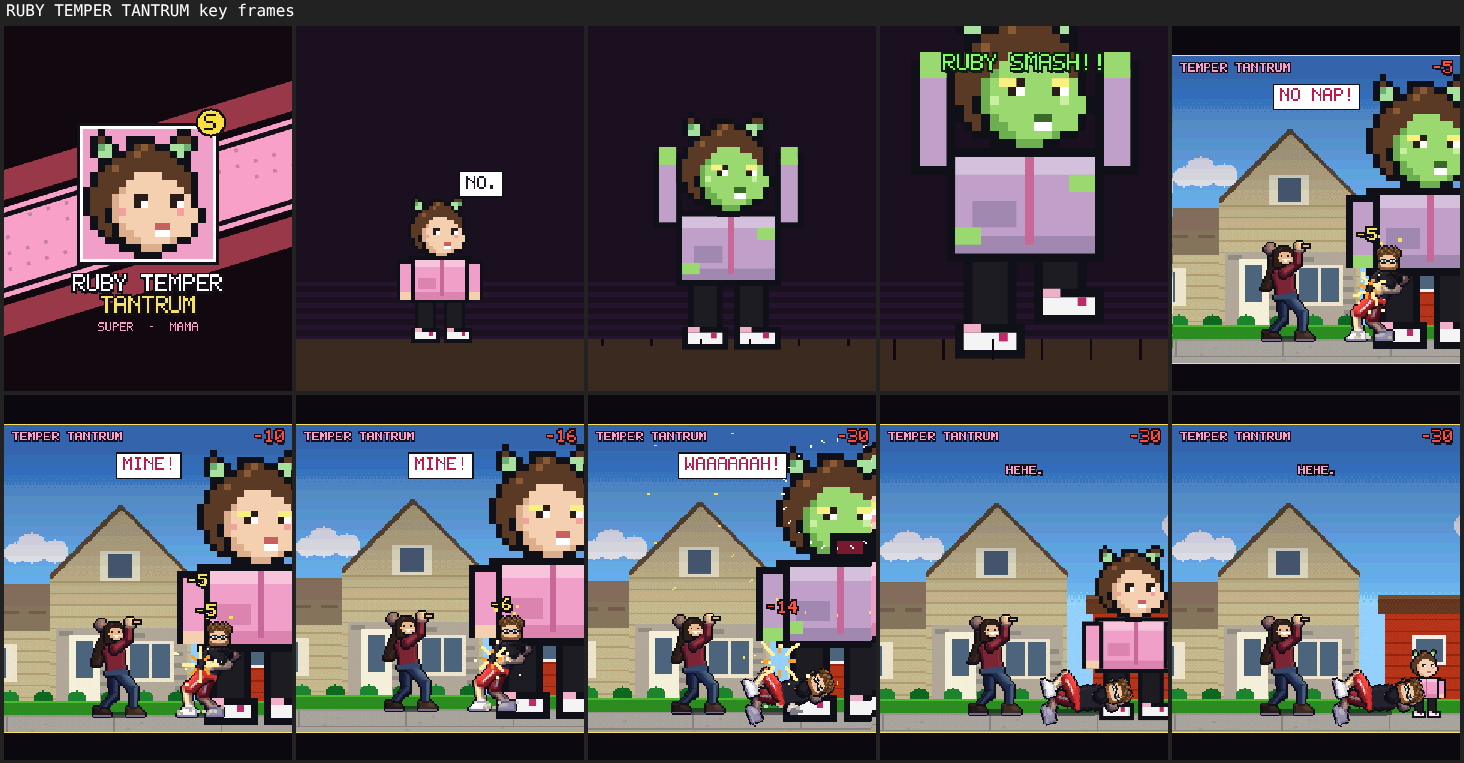 RUBY TEMPER TANTRUM key frames
S
RUBY TEMPER
TANTRUM
SUPER - MAMA
NO.
RUBY SMASH!!
TEMPER TANTRUM
-5
NO NAP!
-5
TEMPER TANTRUM
-10
MINE!
-5
-5
TEMPER TANTRUM
-16
MINE!
-6
TEMPER TANTRUM
-30
WAAAAAAH!
-14
TEMPER TANTRUM
-30
HEHE.
TEMPER TANTRUM
-30
HEHE.